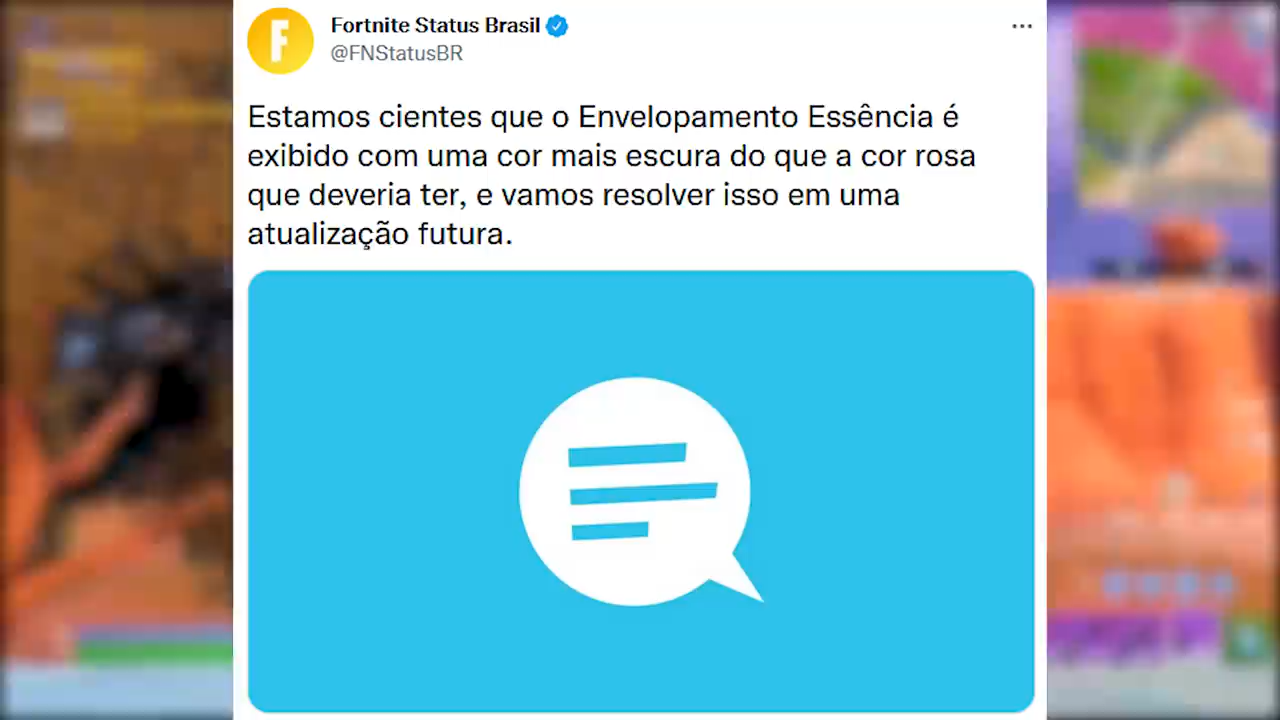 Fortnite Status Brasil
@FNStatusBR
Estamos cientes que o Envelopamento Essência é
exibido com uma cor mais escura do que a cor rosa
que deveria ter, e vamos resolver isso em uma
atualização futura.